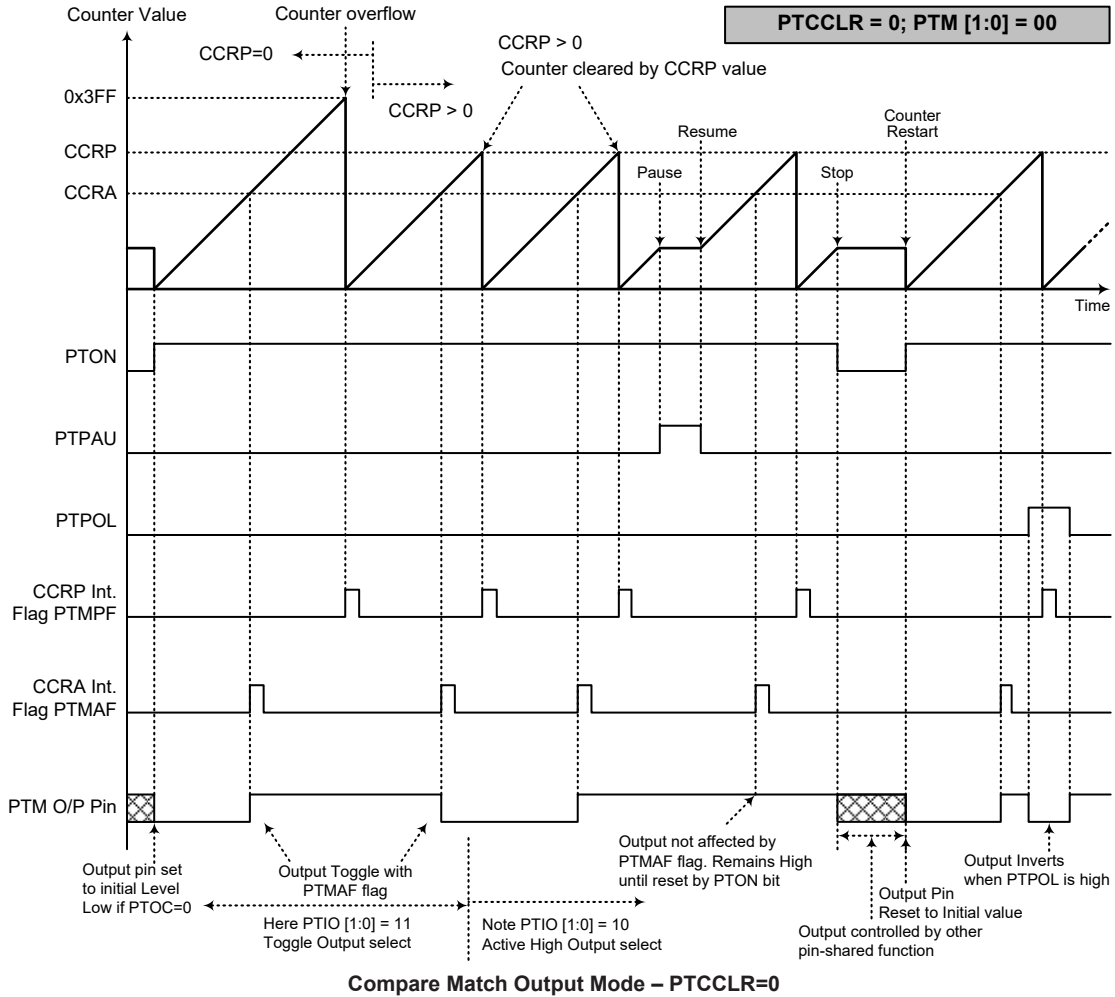 Counter Value
Counter overflow
PTCCLR = 0; PTM [1:0] = 00
CCRP=0
CCRP > 0
CCRP > 0
Counter cleared by CCRP value
0x3FF
CCRP
CCRA
Pause
Resume
Stop
Counter
Restart
Time
PTON
PTPAU
PTPOL
CCRP Int.
Flag PTMPF
CCRA Int.
Flag PTMAF
PTM O/P Pin
Output pin set
to initial Level
Low if PTOC=0
Output Toggle with
PTMAF flag
Here PTIO [1:0] = 11
Toggle Output select
Note PTIO [1:0] = 10
Active High Output select
Output not affected by
PTMAF flag. Remains High
until reset by PTON bit
Output Pin
Reset to Initial value
Output controlled by other
pin-shared function
Output Inverts
when PTPOL is high
Compare Match Output Mode – PTCCLR=0